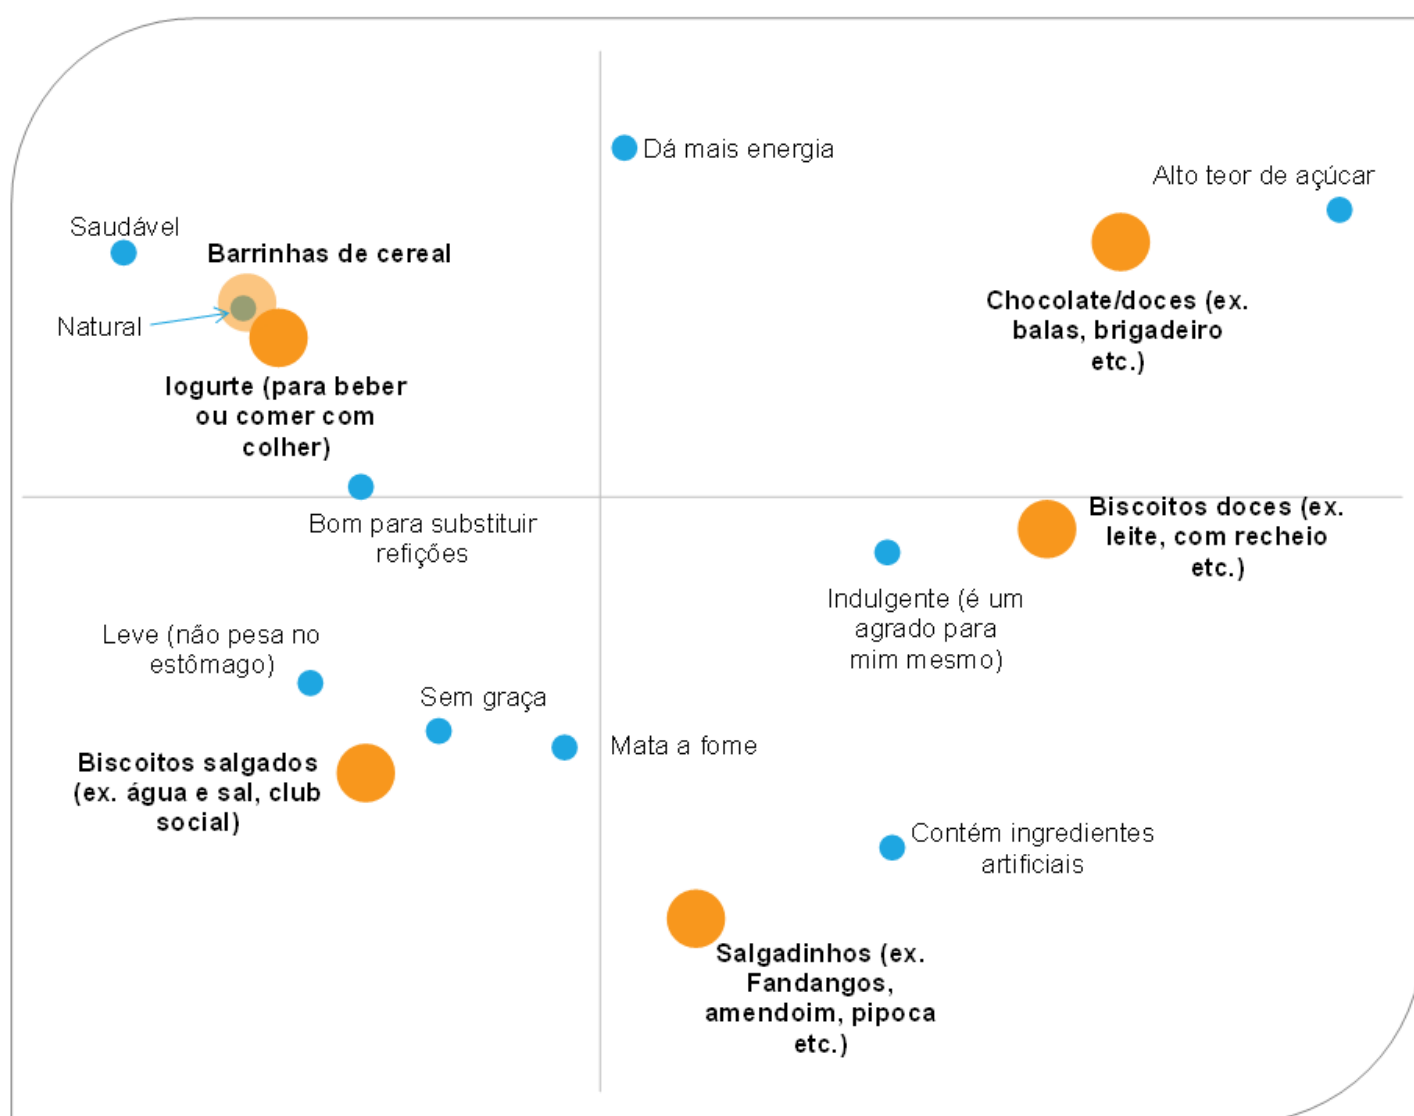 Dá mais energia
Alto teor de açúcar
Saudável
Barrinhas de cereal
Natural
Chocolate/doces (ex.
balas, brigadeiro
etc.)
Iogurte (para beber
ou comer com
colher)
Bom para substituir
refições
Biscoitos doces (ex.
leite, com recheio
etc.)
Indulgente (é um
agrado para
mim mesmo)
Leve (não pesa no
estômago)
Sem graça
Mata a fome
Biscoitos salgados
(ex. água e sal, club
social)
Contém ingredientes
artificiais
Salgadinhos (ex.
Fandangos,
amendoim, pipoca
etc.)